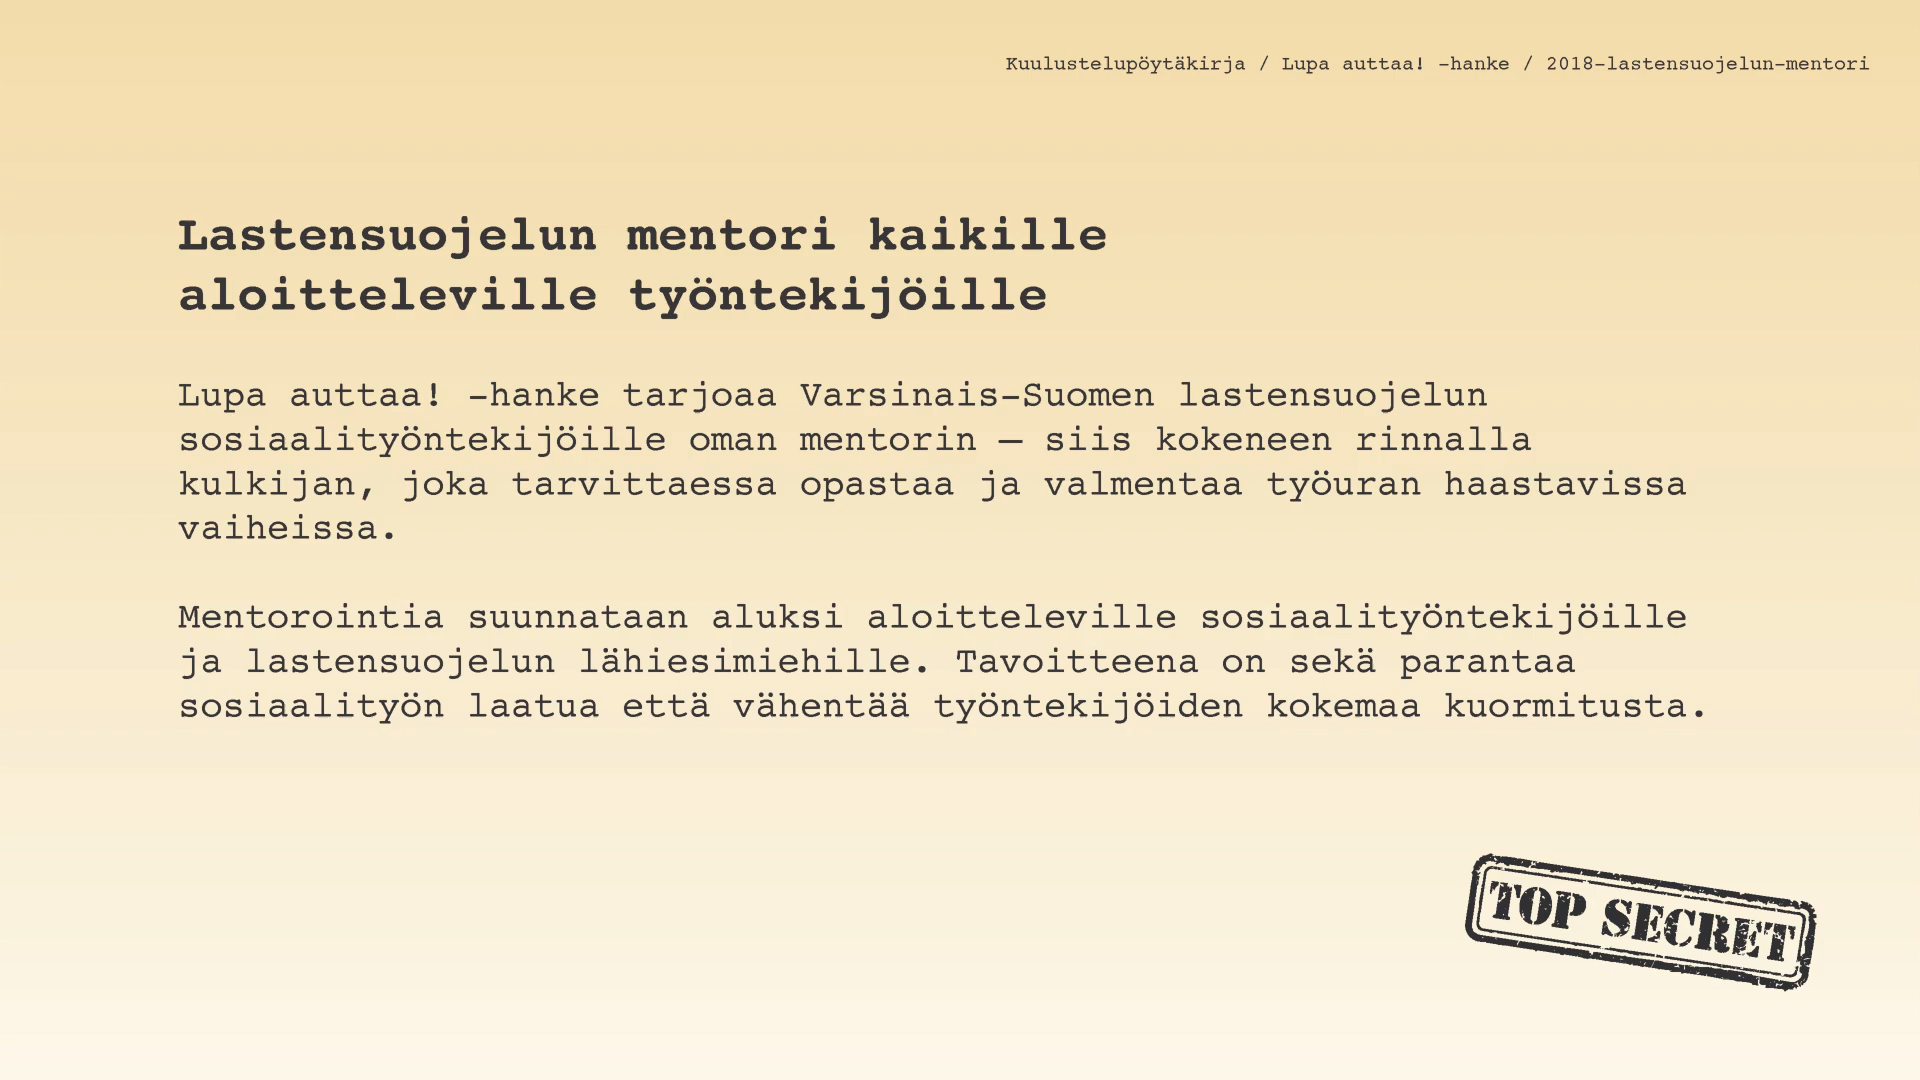 Kuulustelupöytäkirja / Lupa auttaa! -hanke / 2018-lastensuojelun-mentori
Lastensuojelun mentori kaikille
aloitteleville työntekijöille
Lupa auttaa! -hanke tarjoaa Varsinais-Suomen lastensuojelun
sosiaalityöntekijöille oman mentorin – siis kokeneen rinnalla
kulkijan, joka tarvittaessa opastaa ja valmentaa työuran haastavissa
vaiheissa.
Mentorointia suunnataan aluksi aloitteleville sosiaalityöntekijöille
ja lastensuojelun lähiesimiehille. Tavoitteena on sekä parantaa
sosiaalityön laatua että vähentää työntekijöiden kokemaa kuormitusta.
TOP SECRET